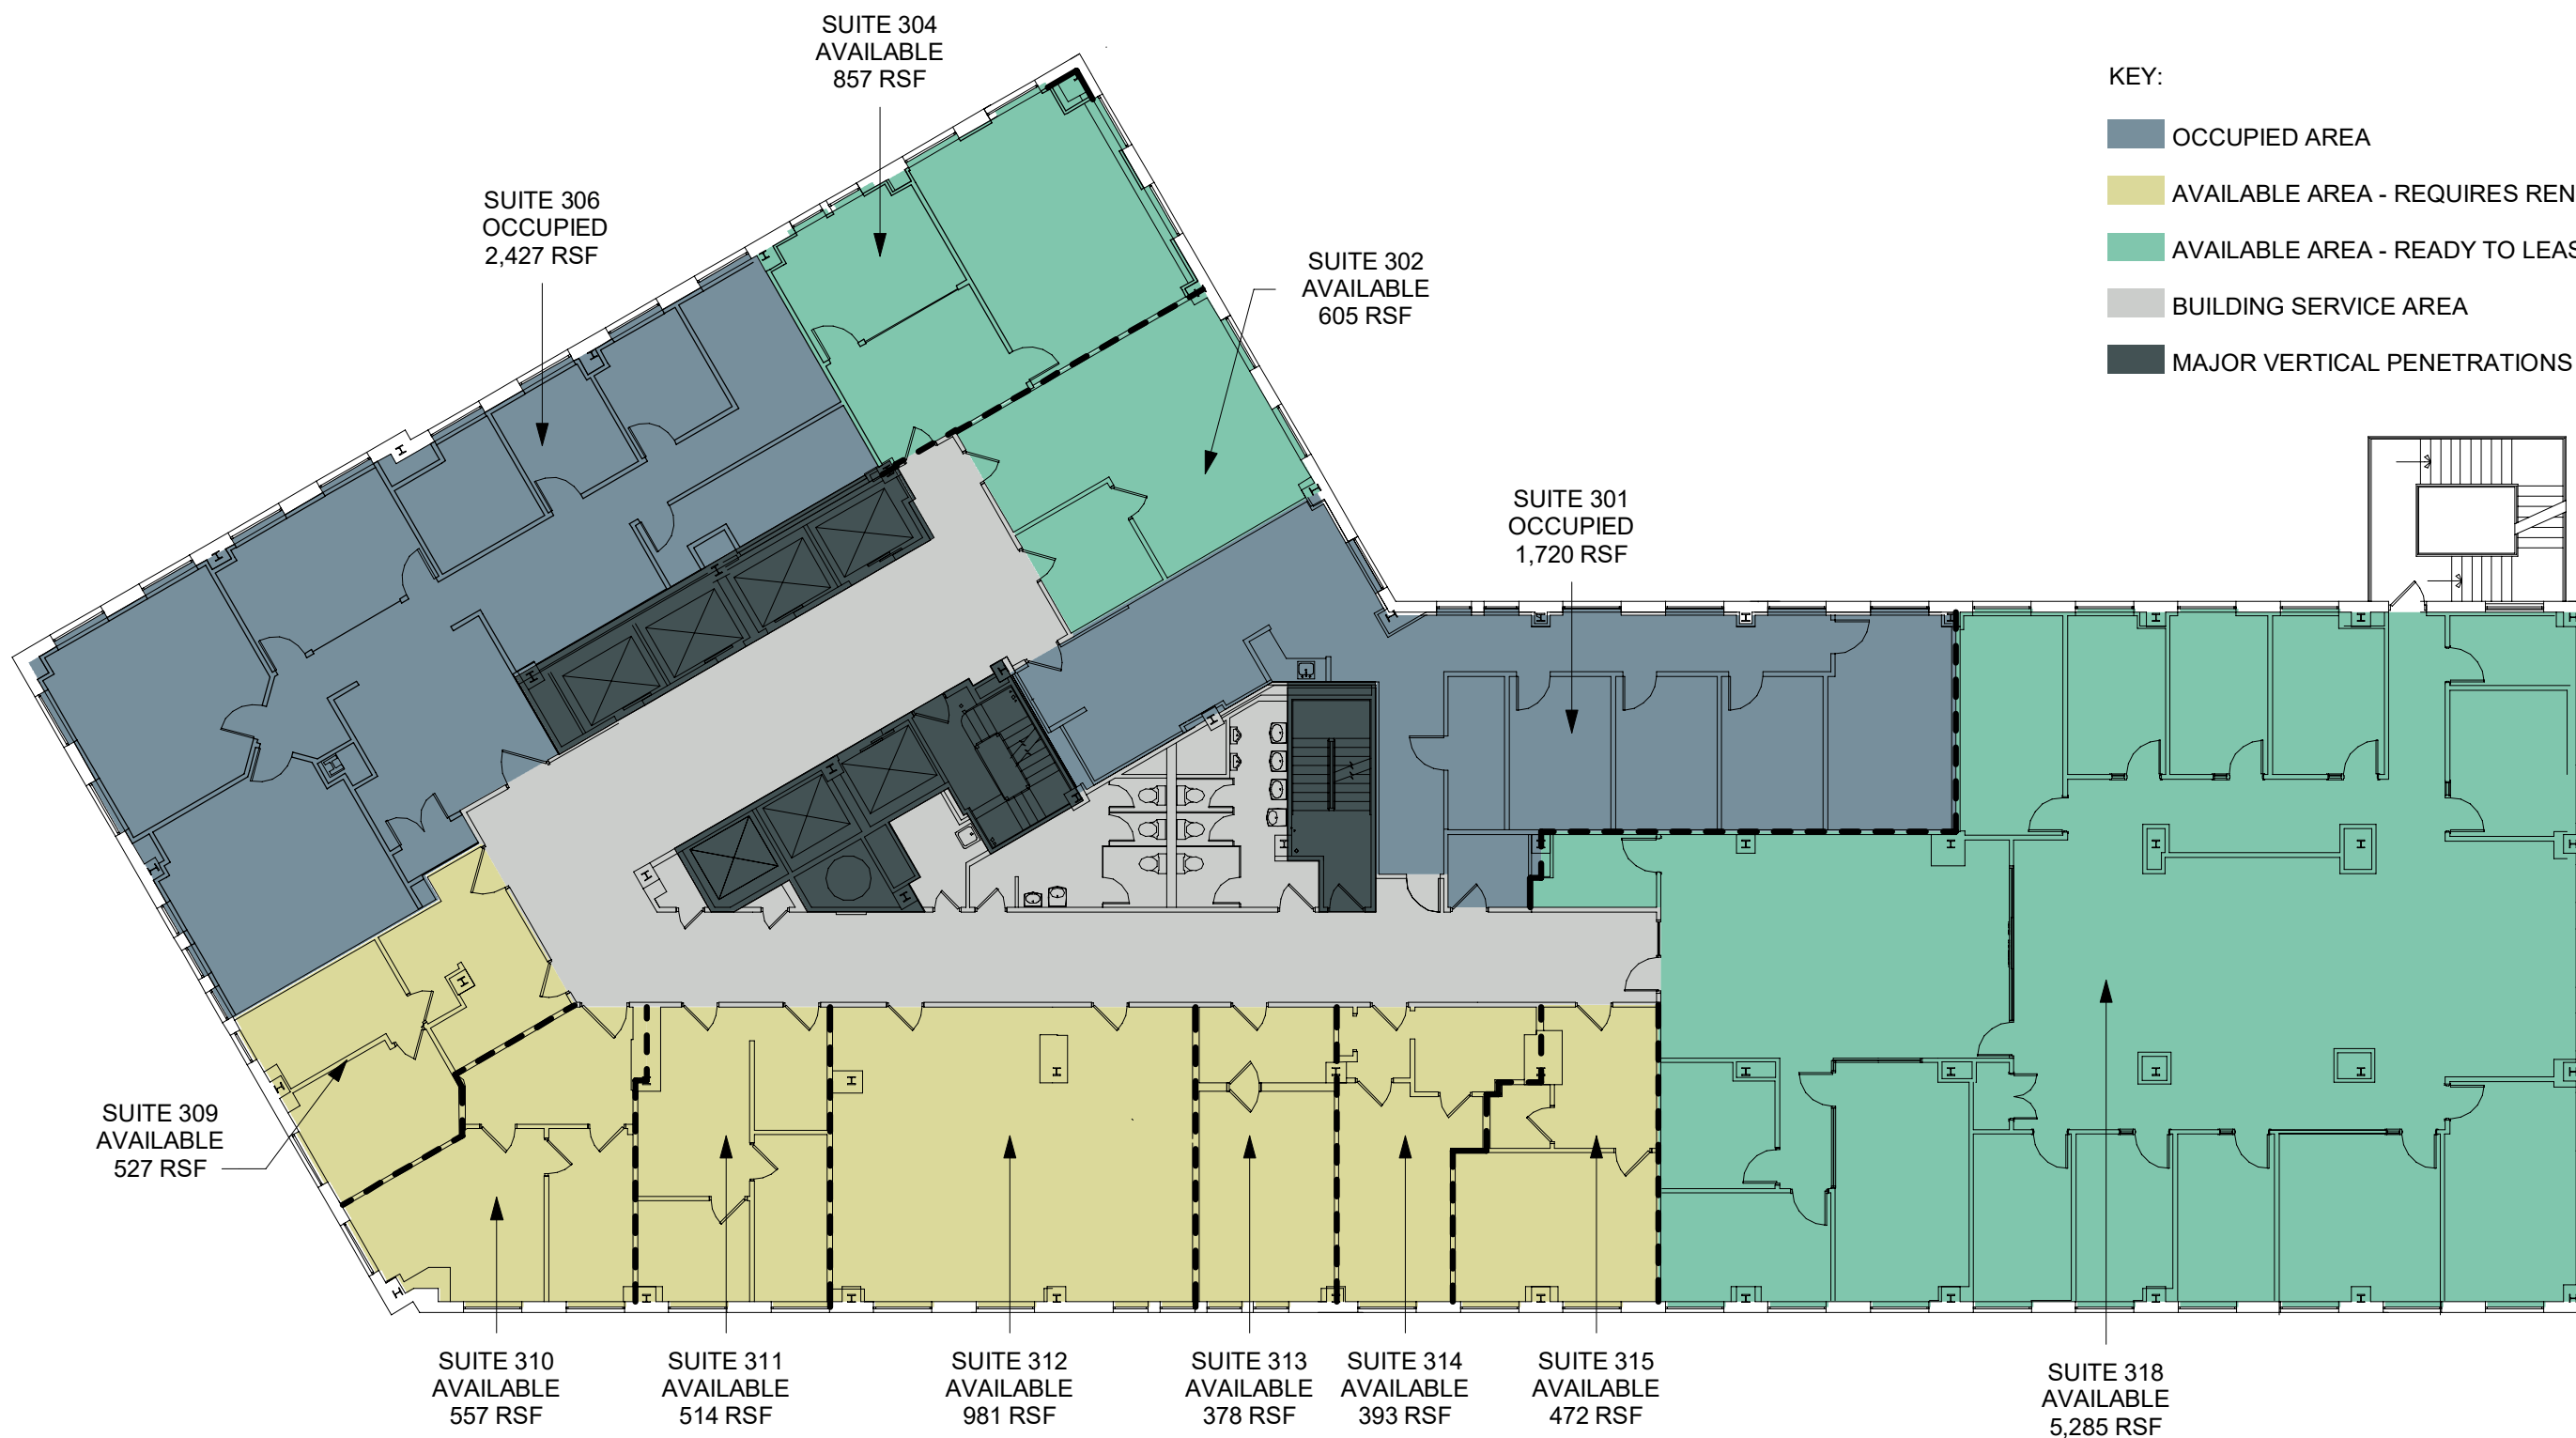 SUITE 304
AVAILABLE
857 RSF
KEY:
OCCUPIED AREA
AVAILABLE AREA - REQUIRES REN
AVAILABLE AREA - READY TO LEAS
BUILDING SERVICE AREA
MAJOR VERTICAL PENETRATIONS
SUITE 306
OCCUPIED
2,427 RSF
SUITE 302
AVAILABLE
605 RSF
SUITE 301
OCCUPIED
1,720 RSF
SUITE 309
AVAILABLE
527 RSF
SUITE 310
AVAILABLE
557 RSF
SUITE 311
AVAILABLE
514 RSF
SUITE 312
AVAILABLE
981 RSF
SUITE 313
AVAILABLE
378 RSF
SUITE 314
AVAILABLE
393 RSF
SUITE 315
AVAILABLE
472 RSF
SUITE 318
AVAILABLE
5,285 RSF